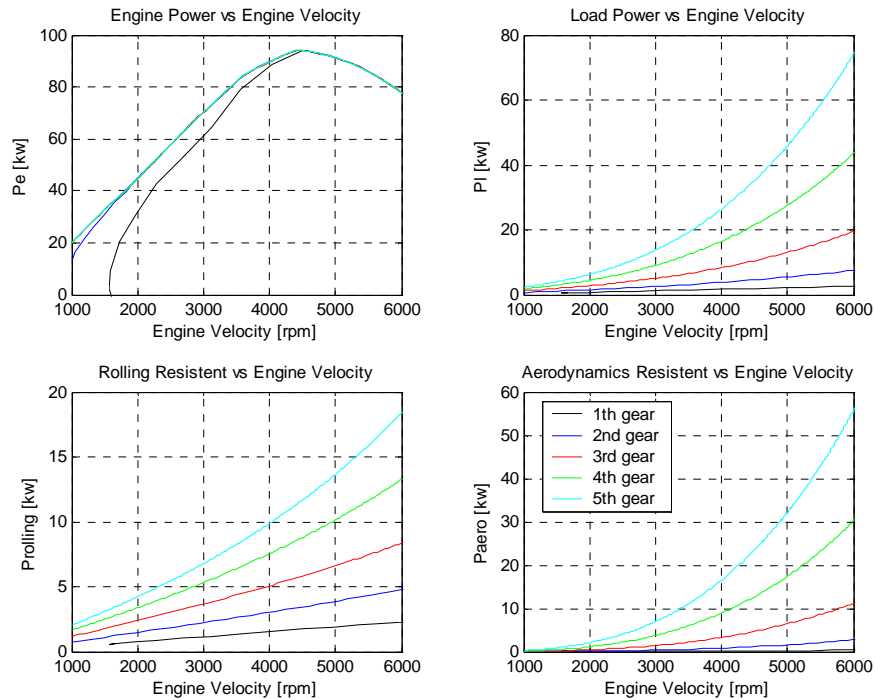 Engine Power vs Engine Velocity
100
80
60
40
20
0
Pe [kw]
1000 2000 3000 4000 5000 6000
Engine Velocity [rpm]
Load Power vs Engine Velocity
80
60
40
20
0
Pl [kw]
1000 2000 3000 4000 5000 6000
Engine Velocity [rpm]
Rolling Resistent vs Engine Velocity
20
15
10
5
0
Prolling [kw]
1000 2000 3000 4000 5000 6000
Engine Velocity [rpm]
Aerodynamics Resistent vs Engine Velocity
60
50
40
30
20
10
0
Paero [kw]
1th gear
2nd gear
3rd gear
4th gear
5th gear
1000 2000 3000 4000 5000 6000
Engine Velocity [rpm]